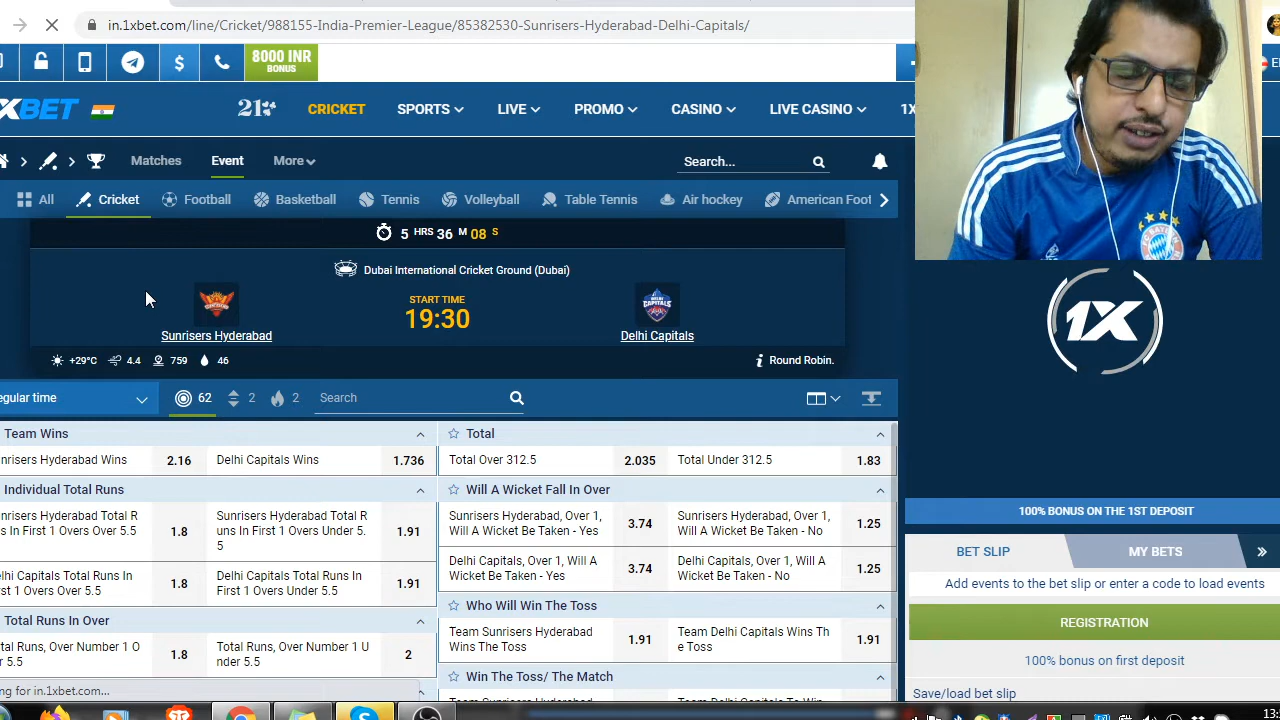 in.1xbet.com/line/Cricket/988155-India-Premier-League/85382530-Sunrisers-Hyderabad-Delhi-Capitals/
8000 INR
BONUS
XBET
21
CRICKET
SPORTS
LIVE
PROMO
CASINO
LIVE CASINO
Matches
Event
More
Search...
All
Cricket
Football
Basketball
Tennis
Volleyball
Table Tennis
Air hockey
American Foot
5 HRS 36 M 08 S
Dubai International Cricket Ground (Dubai)
START TIME
19:30
Sunrisers Hyderabad
Delhi Capitals
+29°C
4.4
759
46
Round Robin.
egular time
62
2
2
Search
Team Wins
nrisers Hyderabad Wins 2.16
Delhi Capitals Wins 1.736
Individual Total Runs
nrisers Hyderabad Total R
ns In First 1 Overs Over 5.5
1.8
Sunrisers Hyderabad Total R
uns In First 1 Overs Under 5.
5
1.91
lhi Capitals Total Runs In
rst 1 Overs Over 5.5
1.8
Delhi Capitals Total Runs In
First 1 Overs Under 5.5
1.91
Total Runs In Over
tal Runs, Over Number 1 O
r 5.5
1.8
Total Runs, Over Number 1 U
nder 5.5
2
ng for in.1xbet.com...
Total
Total Over 312.5 2.035
Total Under 312.5 1.83
Will A Wicket Fall In Over
Sunrisers Hyderabad, Over 1,
Will A Wicket Be Taken - Yes
3.74
Sunrisers Hyderabad, Over 1,
Will A Wicket Be Taken - No
1.25
Delhi Capitals, Over 1, Will A
Wicket Be Taken - Yes
3.74
Delhi Capitals, Over 1, Will A
Wicket Be Taken - No
1.25
Who Will Win The Toss
Team Sunrisers Hyderabad
Wins The Toss
1.91
Team Delhi Capitals Wins Th
e Toss
1.91
Win The Toss/ The Match
1X
100% BONUS ON THE 1ST DEPOSIT
BET SLIP
MY BETS
Add events to the bet slip or enter a code to load events
REGISTRATION
100% bonus on first deposit
Save/load bet slip